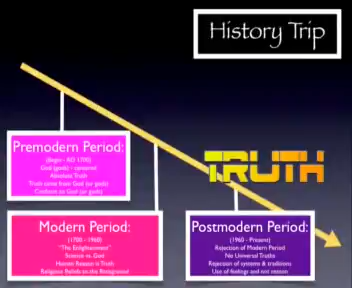 History Trip
TRUTH
Premodern Period:
(Begin - AD 1700)
God (gods) - centered
Absolute Truth
Truth came from God (or gods)
Confident on God (or gods)
Modern Period:
(1700 - 1960)
"The Enlightenment"
Science vs. God
Human Reason is Truth
Religious Beliefs to the Background
Postmodern Period:
(1960 - Present)
Rejection of Modern Period
No Universal Truths
Rejection of systems & traditions
Use of feelings and not reason